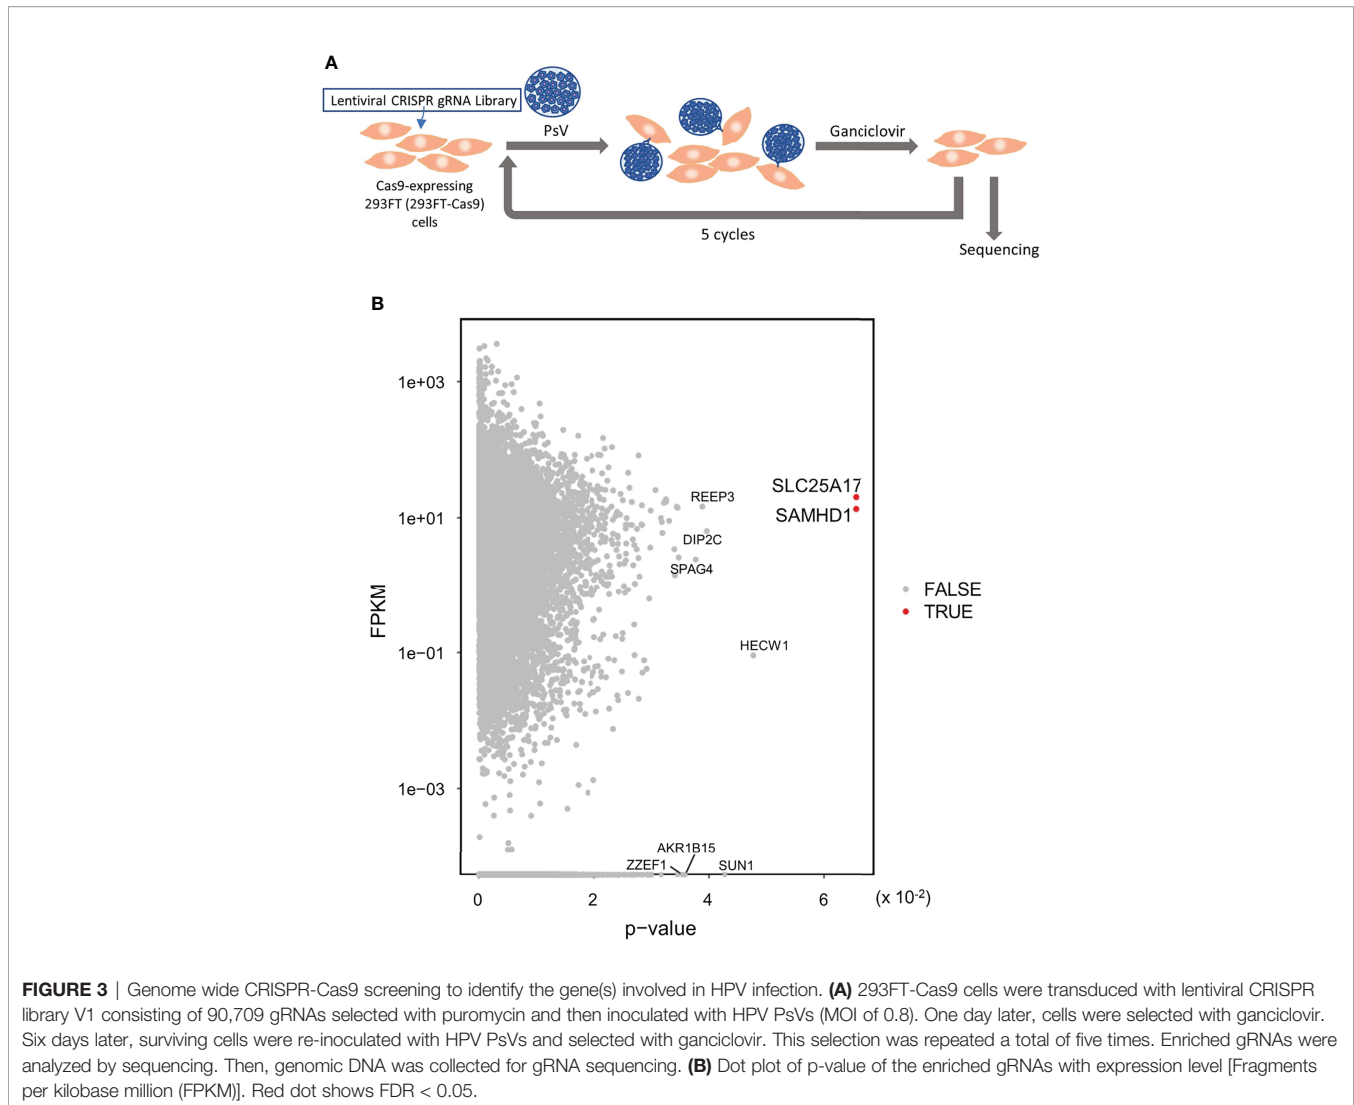 A
Lentiviral CRISPR gRNA Library
PsV
Ganciclovir
Cas9-expressing
293FT (293FT-Cas9)
cells
5 cycles
Sequencing
B
1e+03
1e+01
1e-01
1e-03
FPKM
REEP3
DIP2C
SPAG4
SLC25A17
SAMHD1
HECW1
AKR1B15
ZZEF1
SUN1
FALSE
TRUE
0 2 4 6 (x 10-2)
p-value
FIGURE 3 | Genome wide CRISPR-Cas9 screening to identify the gene(s) involved in HPV infection. (A) 293FT-Cas9 cells were transduced with lentiviral CRISPR
library V1 consisting of 90,709 gRNAs selected with puromycin and then inoculated with HPV PsVs (MOI of 0.8). One day later, cells were selected with ganciclovir.
Six days later, surviving cells were re-inoculated with HPV PsVs and selected with ganciclovir. This selection was repeated a total of five times. Enriched gRNAs were
analyzed by sequencing. Then, genomic DNA was collected for gRNA sequencing. (B) Dot plot of p-value of the enriched gRNAs with expression level [Fragments
per kilobase million (FPKM)]. Red dot shows FDR < 0.05.